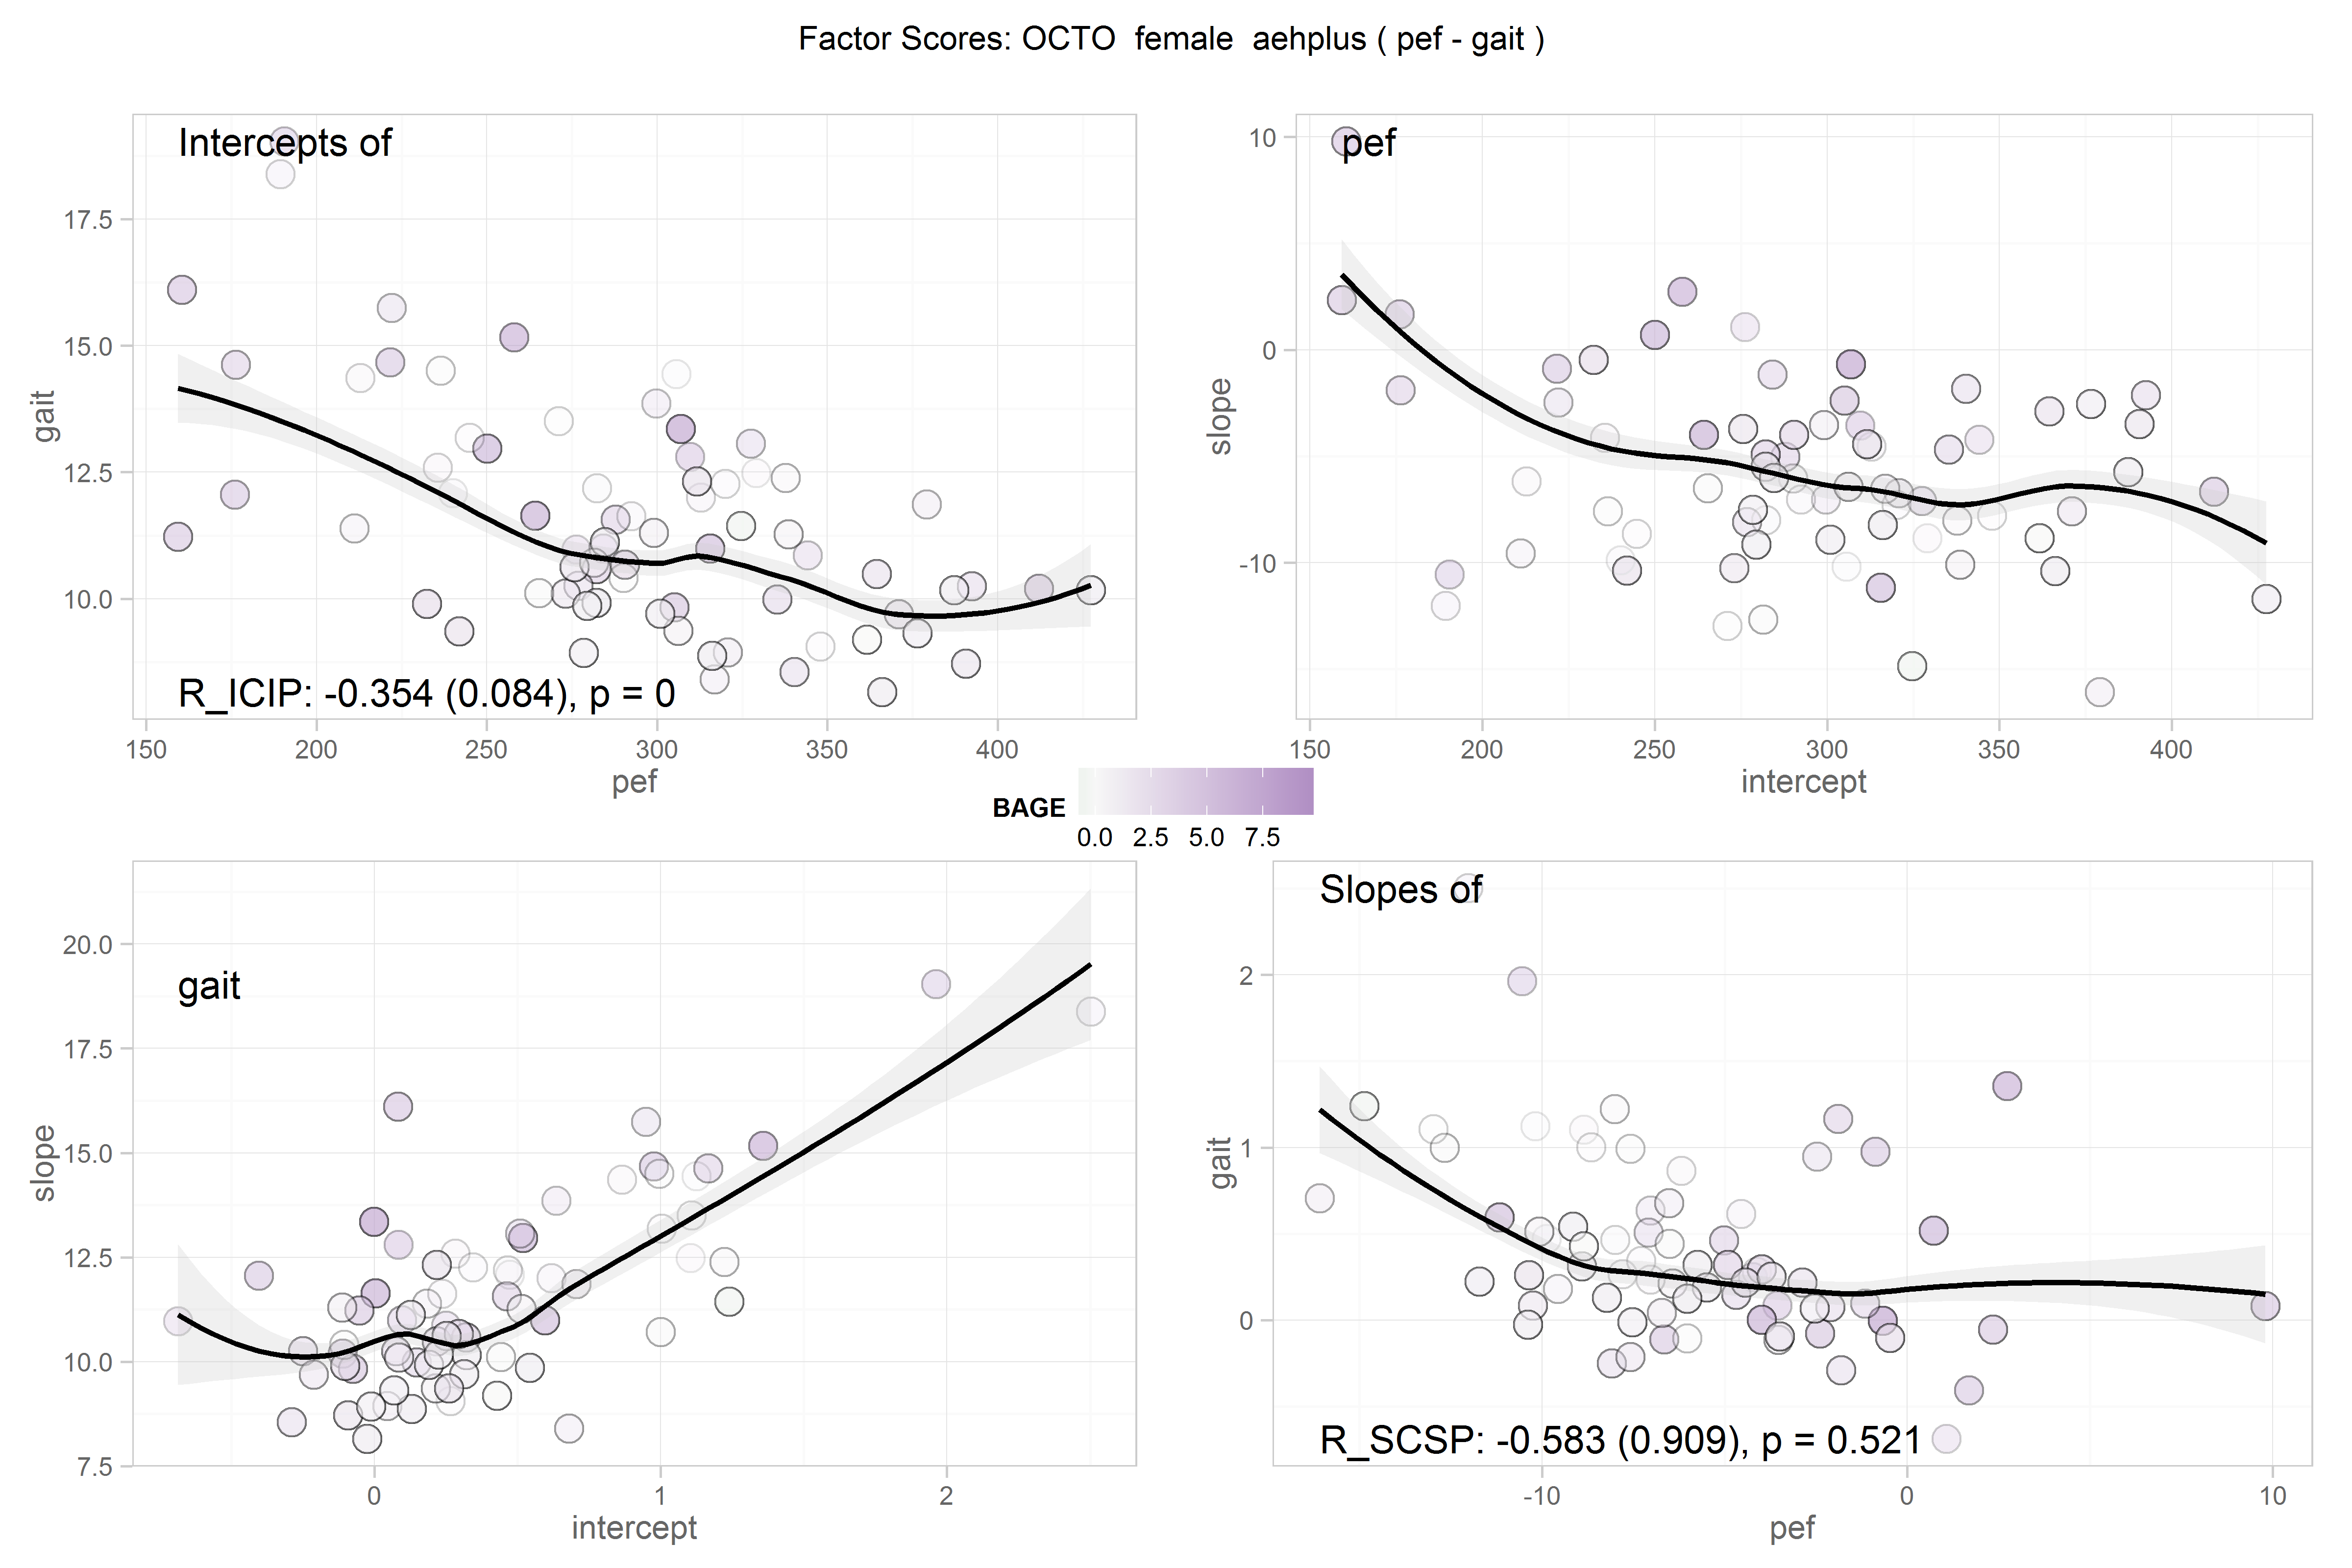 Factor Scores: OCTO female aehplus ( pef - gait )
Intercepts of
17.5
15.0
12.5
10.0
gait
R_ICIP: -0.354 (0.084), p = 0
150 200 250 300 350 400
pef
pef
10
0
-10
slope
150 200 250 300 350 400
intercept
BAGE
0.0 2.5 5.0 7.5
gait
20.0
17.5
15.0
12.5
10.0
7.5
slope
0 1 2
intercept
Slopes of
2
1
0
gait
R_SCSP: -0.583 (0.909), p = 0.521
-10 0 10
pef